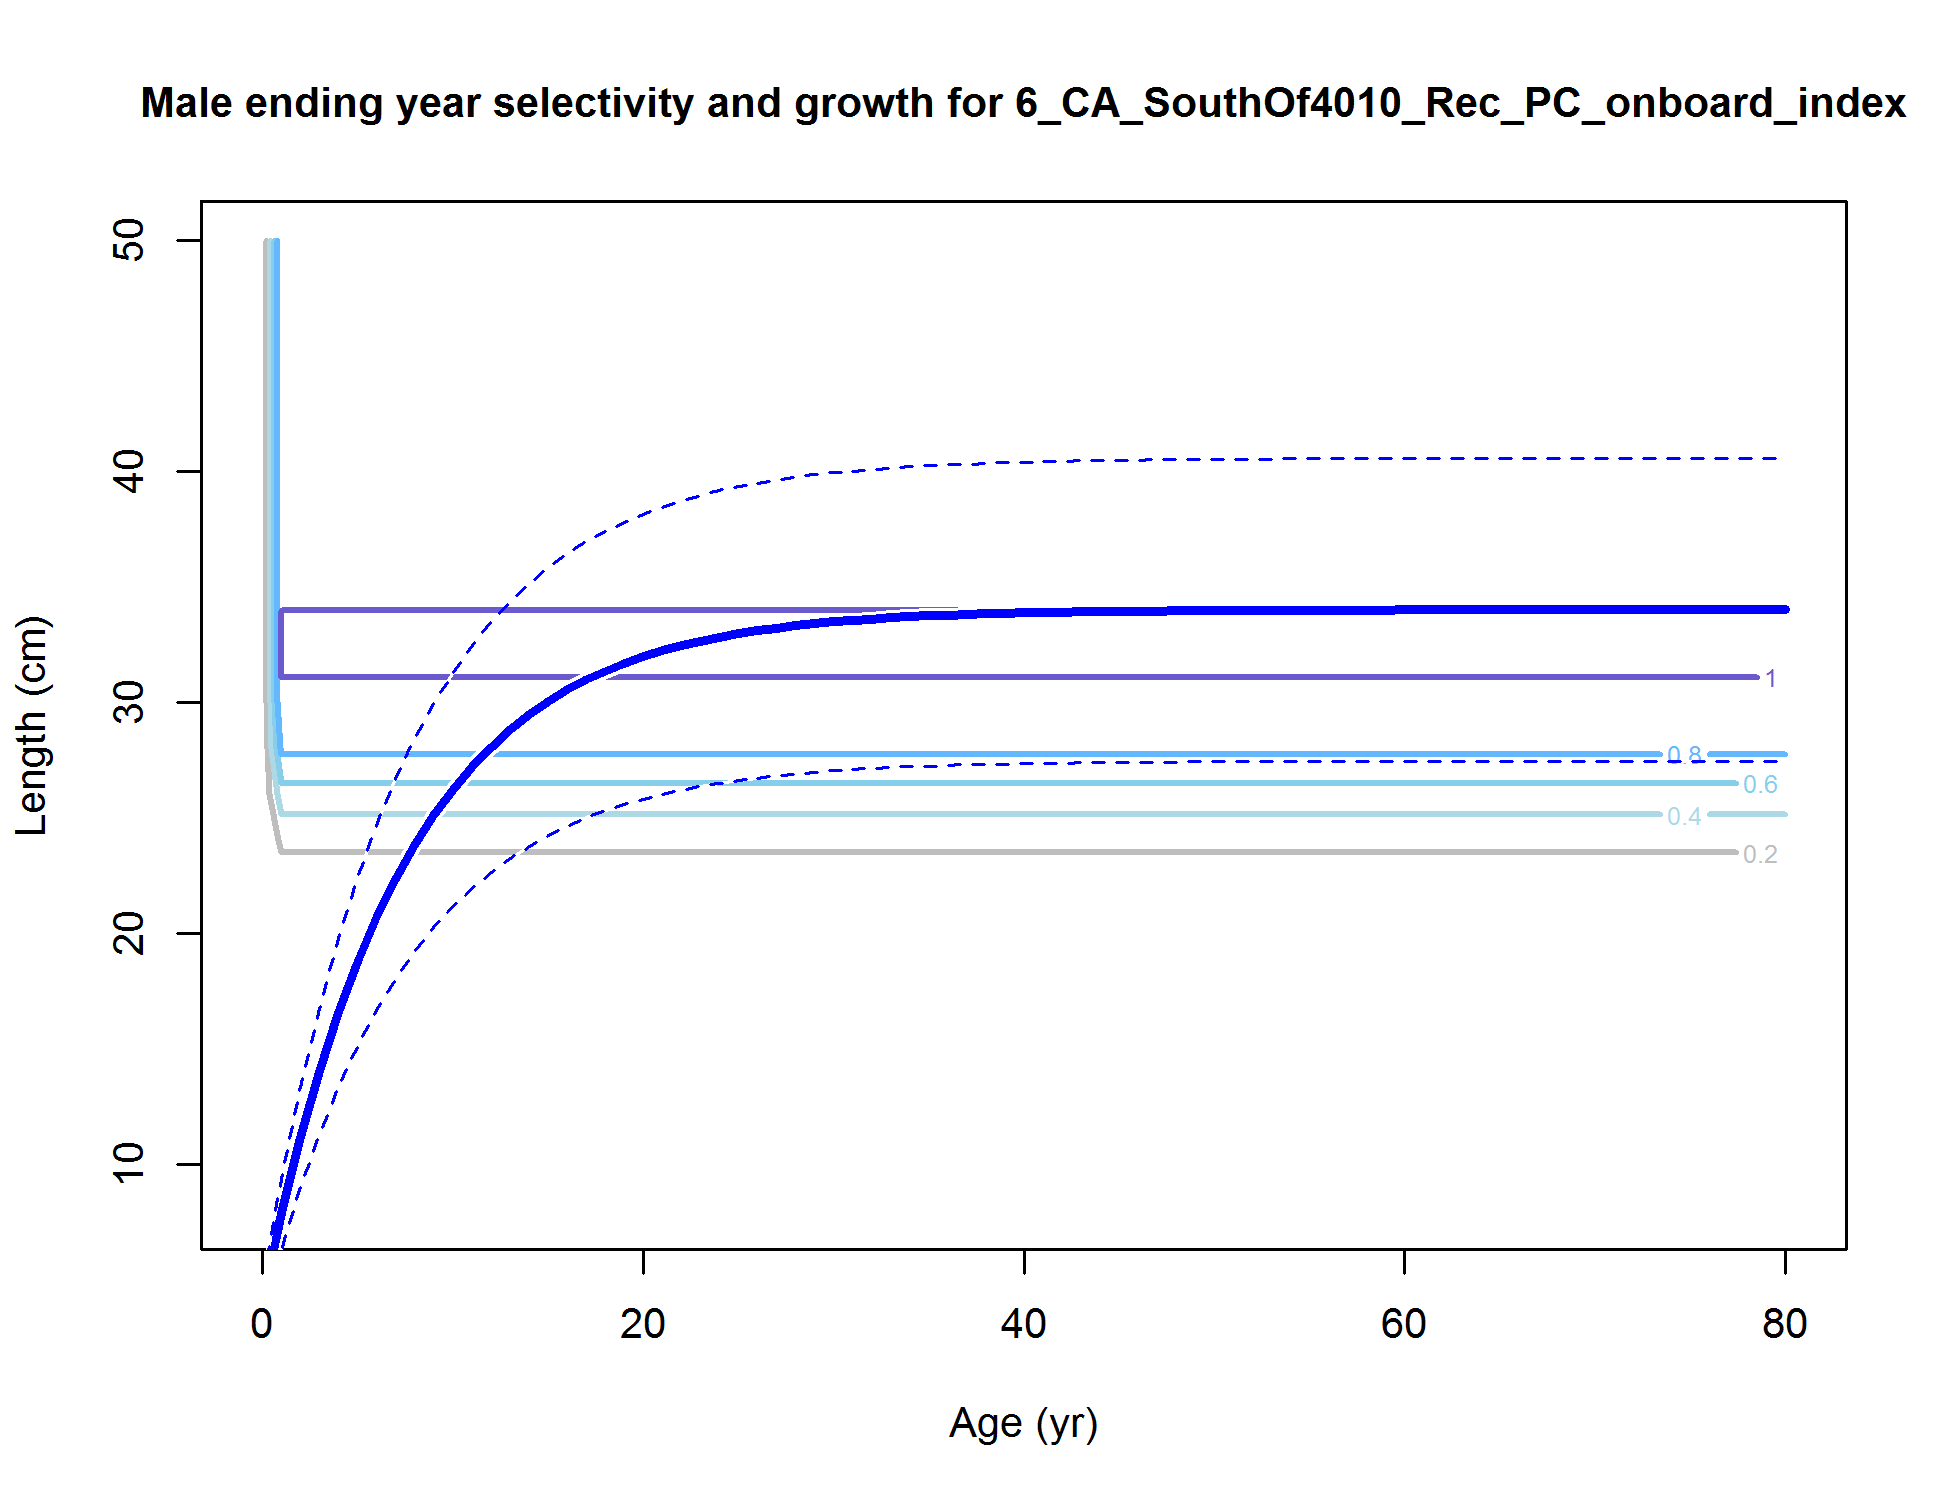 Male ending year selectivity and growth for 6_CA_SouthOf4010_Rec_PC_onboard_index
50
40
30
20
10
Length (cm)
1
0.8
0.6
0.4
0.2
0 20 40 60 80
Age (yr)